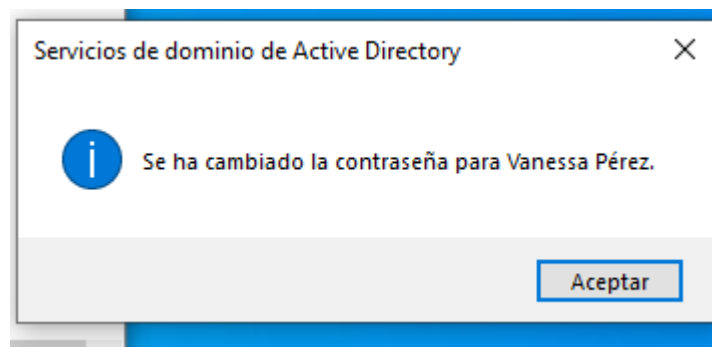 Servicios de dominio de Active Directory
Se ha cambiado la contraseña para Vanessa Pérez.
Aceptar